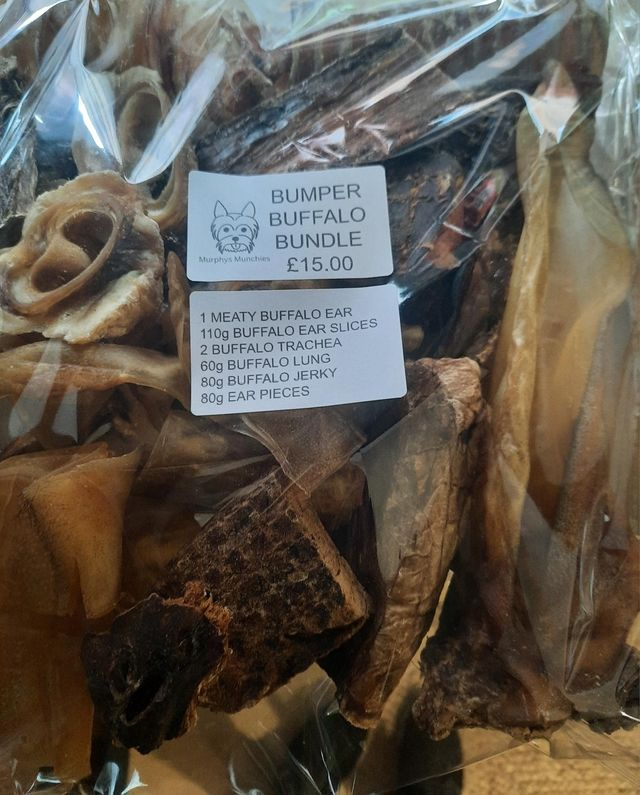 BUMPER
BUFFALO
BUNDLE
£15.00
Murphys Munchies
1 MEATY BUFFALO EAR
110g BUFFALO EAR SLICES
2 BUFFALO TRACHEA
60g BUFFALO LUNG
80g BUFFALO JERKY
80g EAR PIECES